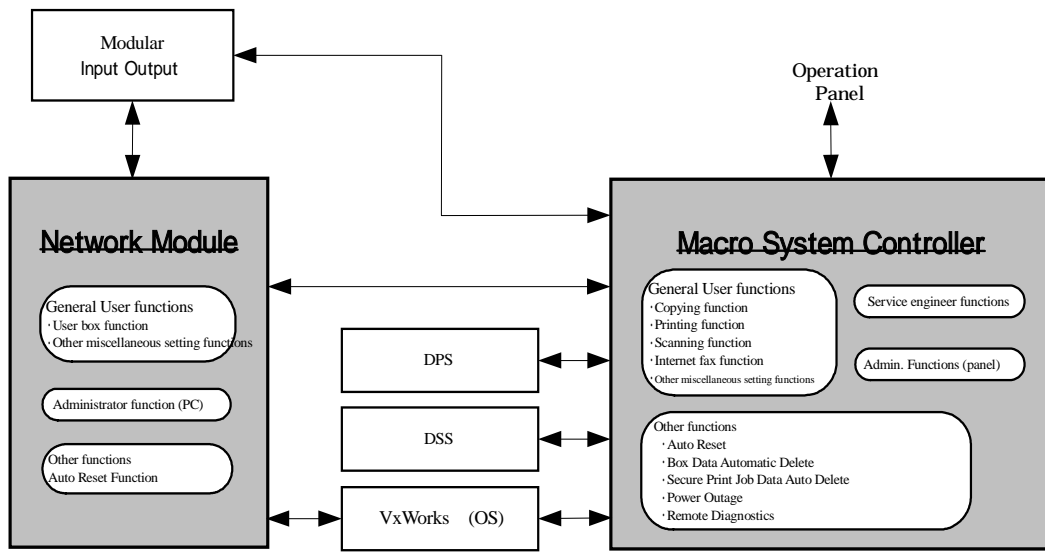 Modular
Input Output
Operation
Panel
Network Module
General User functions
·User box function
·Other miscellaneous setting functions
Administrator function (PC)
Other functions
Auto Reset Function
DPS
DSS
VxWorks (OS)
Macro System Controller
General User functions
·Copying function
·Printing function
·Scanning function
·Internet fax function
·Other miscellaneous setting functions
Service engineer functions
Admin. Functions (panel)
Other functions
·Auto Reset
·Box Data Automatic Delete
·Secure Print Job Data Auto Delete
·Power Outage
·Remote Diagnostics